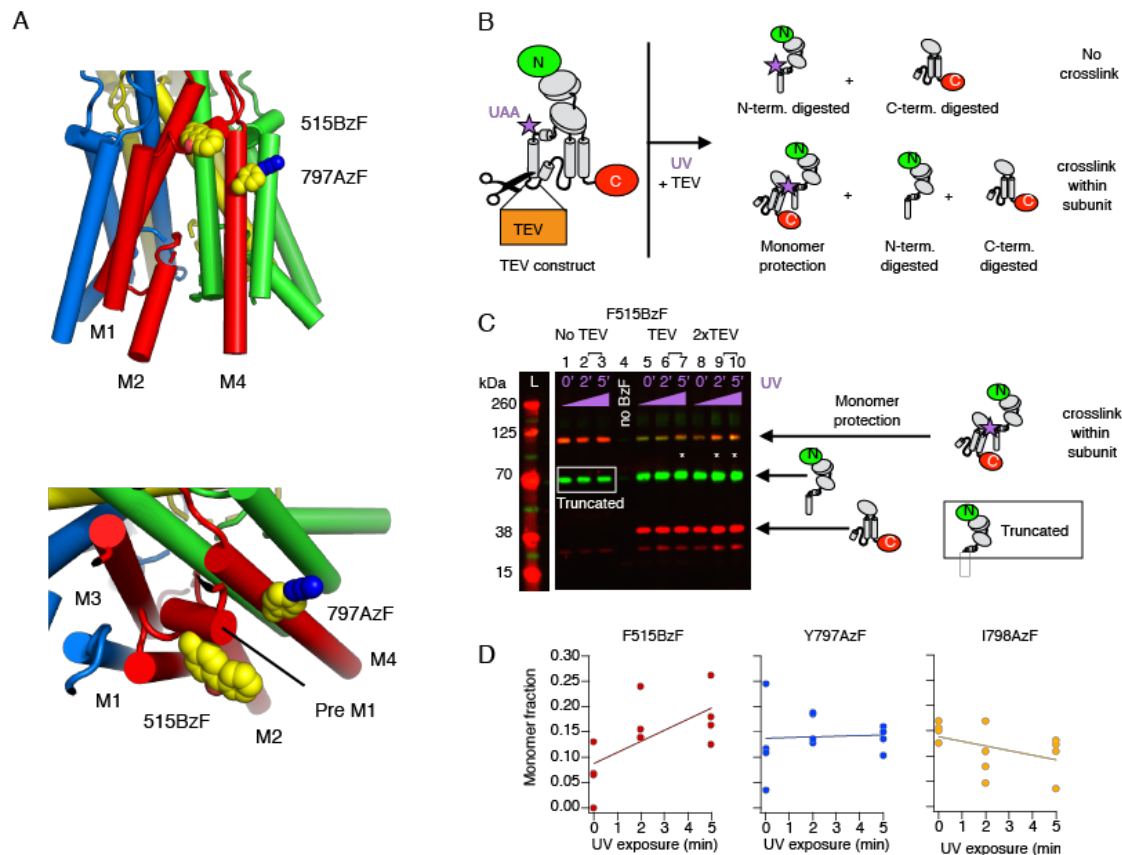 A
515BzF
797AzF
M1
M2
M4
M3
797AzF
M4
M1
515BzF
Pre M1
M2
B
N
UAA
C
TEV
TEV construct
UV
+ TEV
N
C
No
crosslink
N-term. digested
+
C-term. digested
N
N
C
C
crosslink
within
subunit
+
+
Monomer
protection
N-term.
digested
C-term.
digested
C
F515BzF
No TEV
TEV
2xTEV
1 2 3 4 5 6 7 8 9 10
kDa
L
0' 2' 5'
no BzF
0' 2' 5'
0' 2' 5'
UV
260
125
70
38
15
* * *
Truncated
Monomer
protection
N
C
crosslink
within
subunit
N
C
N
Truncated
D
F515BzF
Y797AzF
I798AzF
Monomer fraction
0.30
0.25
0.20
0.15
0.10
0.05
0.00
0 1 2 3 4 5
0 1 2 3 4 5
0 1 2 3 4 5
UV exposure (min)
UV exposure (min)
UV exposure (min)